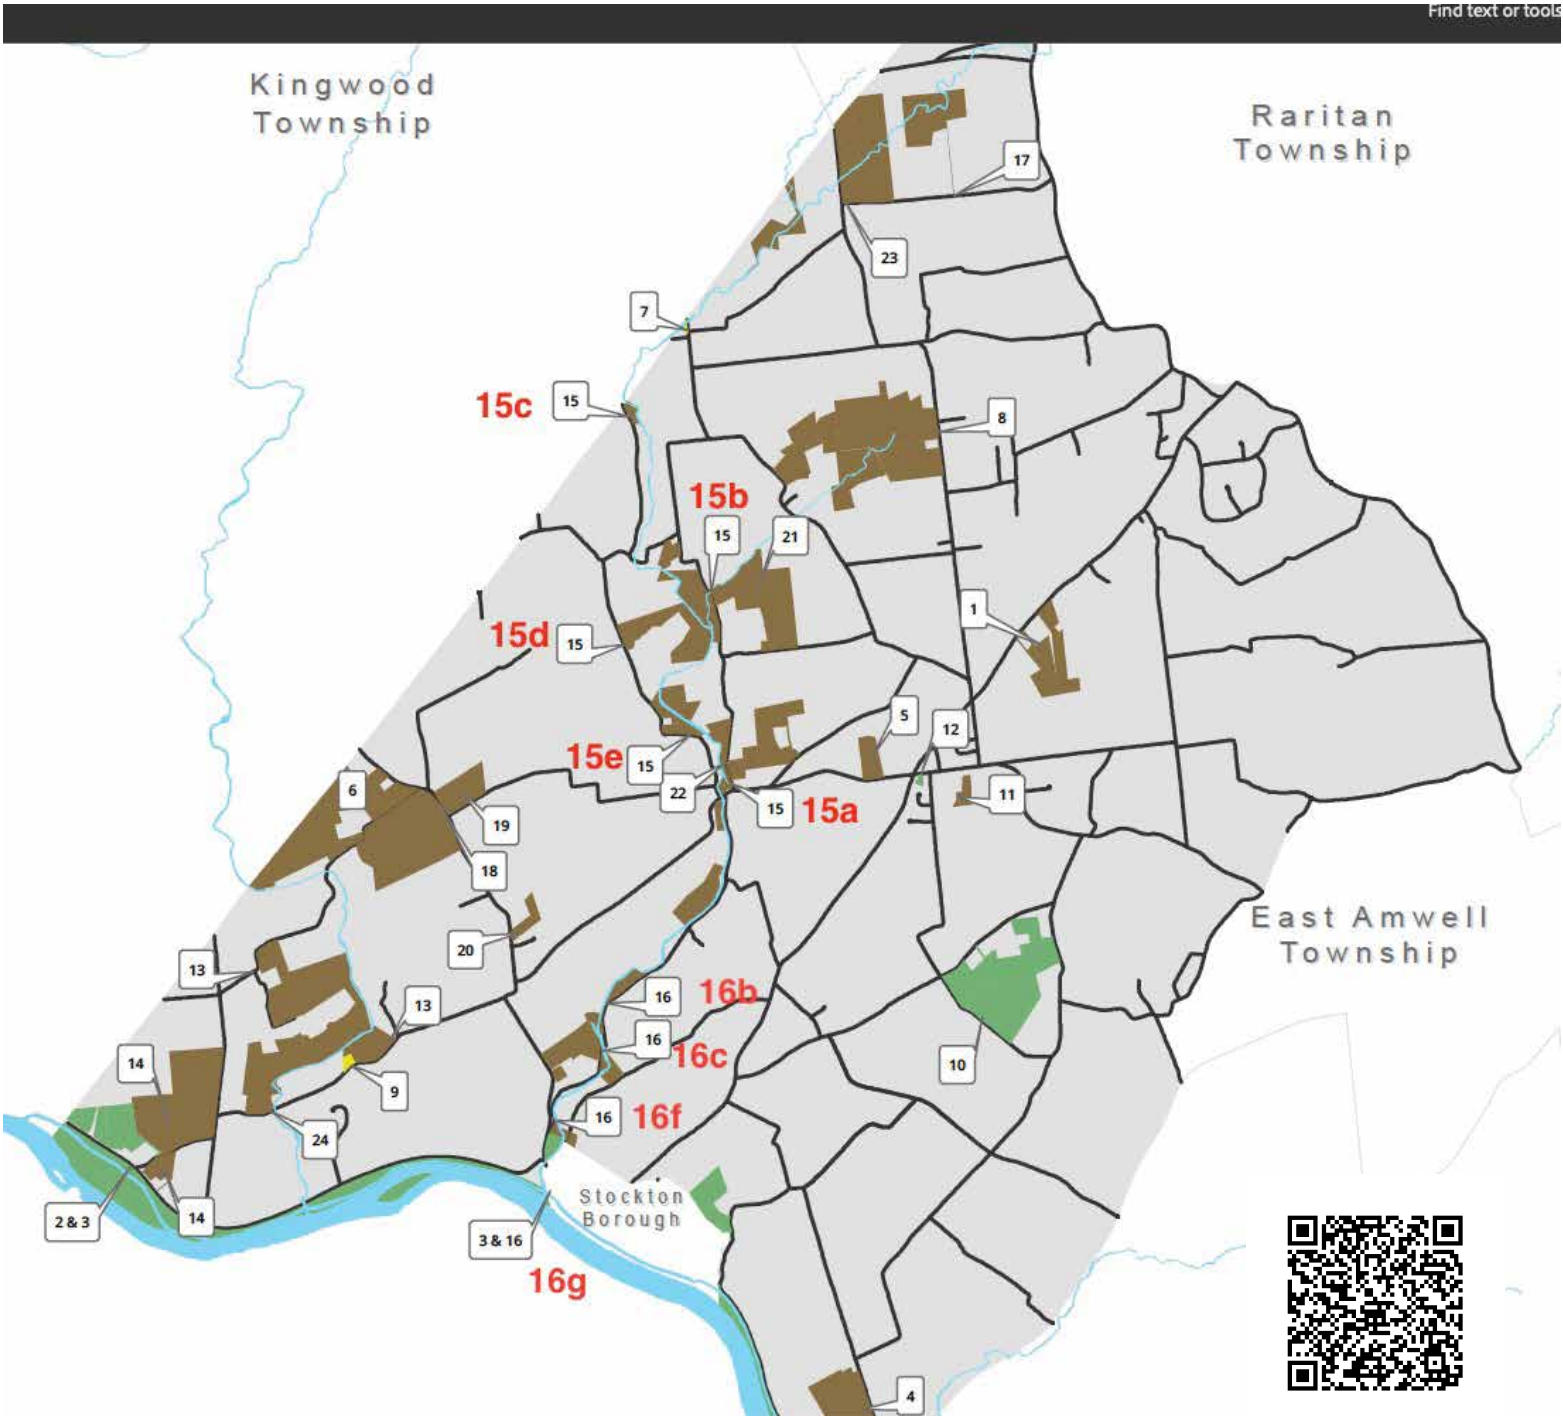 Find text or tools
Kingwood
Township
Raritan
Township
17
23
7
15c
15
8
15b
15
21
1
15d
15
5
12
15e
15
6
22
11
15
15a
19
18
20
13
16
16b
13
16
16c
14
10
9
16
16f
24
East Amwell
Township
Stockton
Borough
2 & 3
14
3 & 16
16g
4